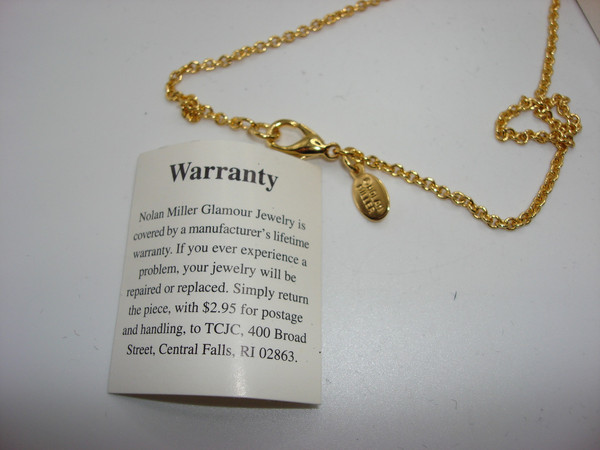 Warranty
Nolan Miller Glamour Jewelry is
covered by a manufacturer's lifetime
warranty. If you ever experience a
problem, your jewelry will be
repaired or replaced. Simply return
the piece, with $2.95 for postage
and handling, to TCJC, 400 Broad
Street, Central Falls, RI 02863.
NOLAN
MILLER